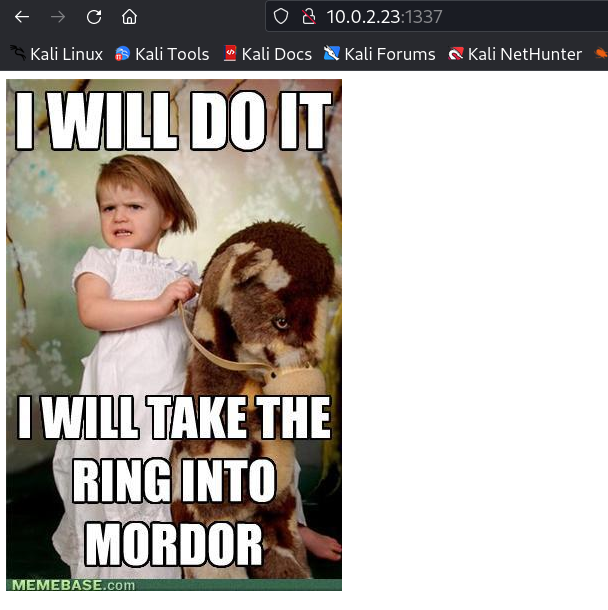 10.0.2.23:1337
Kali Linux Kali Tools Kali Docs Kali Forums Kali NetHunter
I WILL DO IT
I WILL TAKE THE
RING INTO
MORDOR
MEMEBASE.com